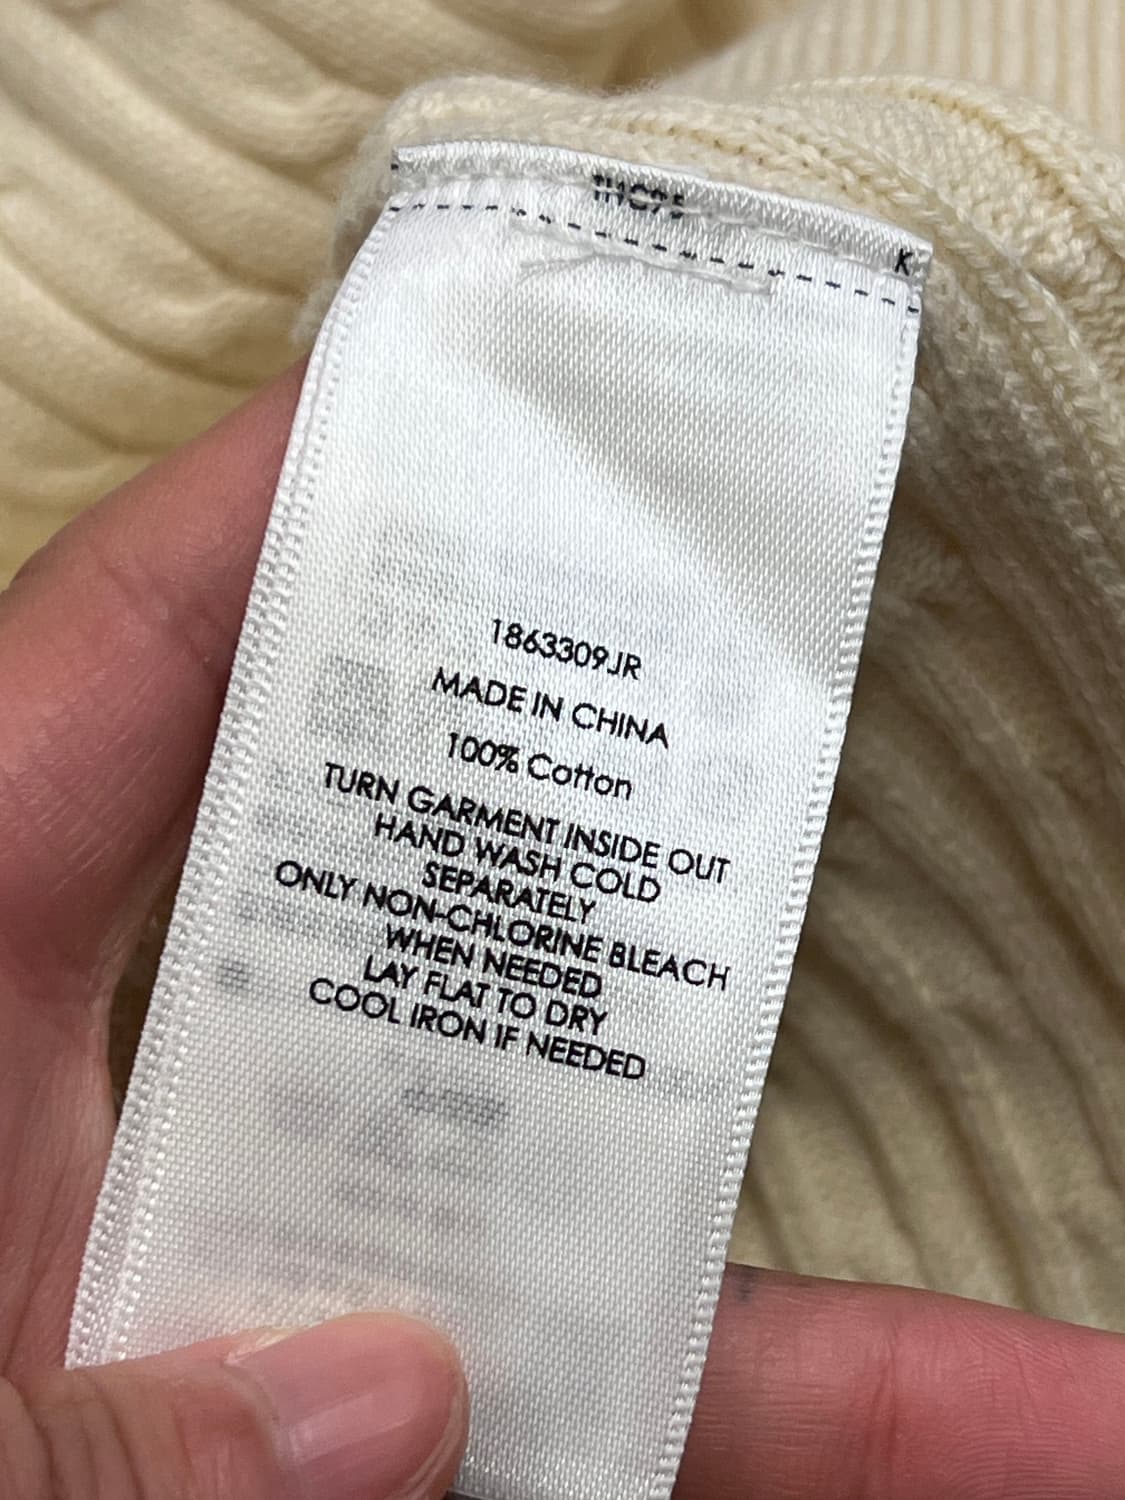 K
1863309JR
MADE IN CHINA
100% Cotton
TURN GARMENT INSIDE OUT
HAND WASH COLD
SEPARATELY
ONLY NON-CHLORINE BLEACH
WHEN NEEDED
LAY FLAT TO DRY
COOL IRON IF NEEDED